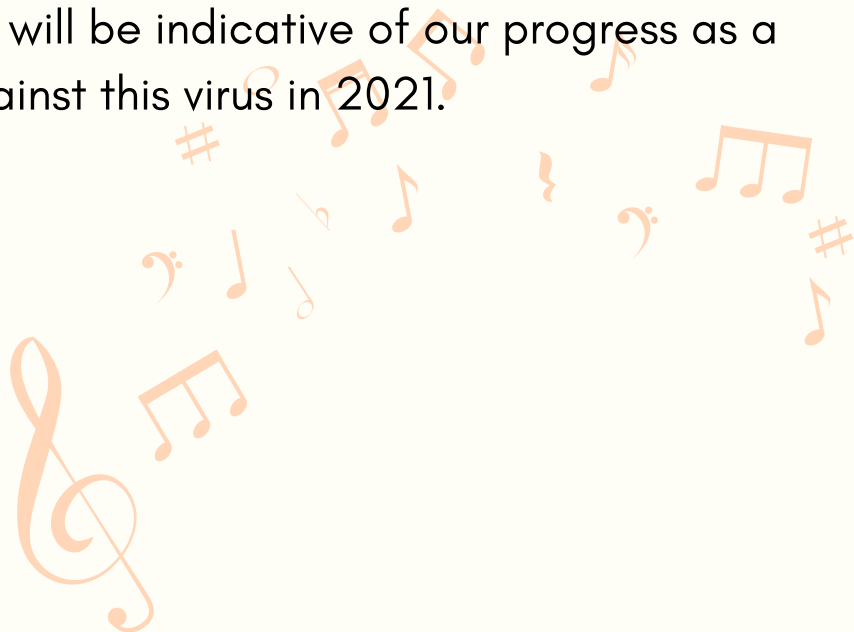 will be indicative of our progress as a
ainst this virus in 2021.